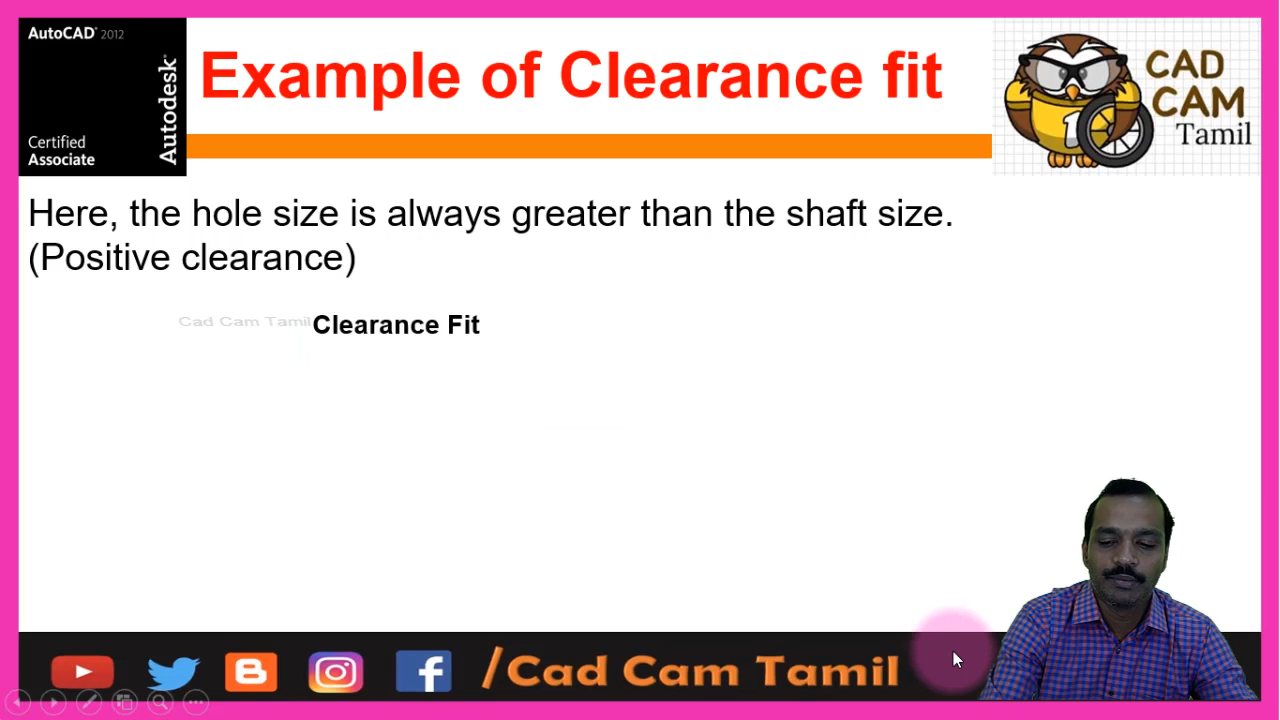 AutoCAD® 2012
Autodesk®
Certified
Associate
Example of Clearance fit
CAD
CAM
Tamil
1
Here, the hole size is always greater than the shaft size.
(Positive clearance)
Cad Cam Tamil
Clearance Fit
/Cad Cam Tamil